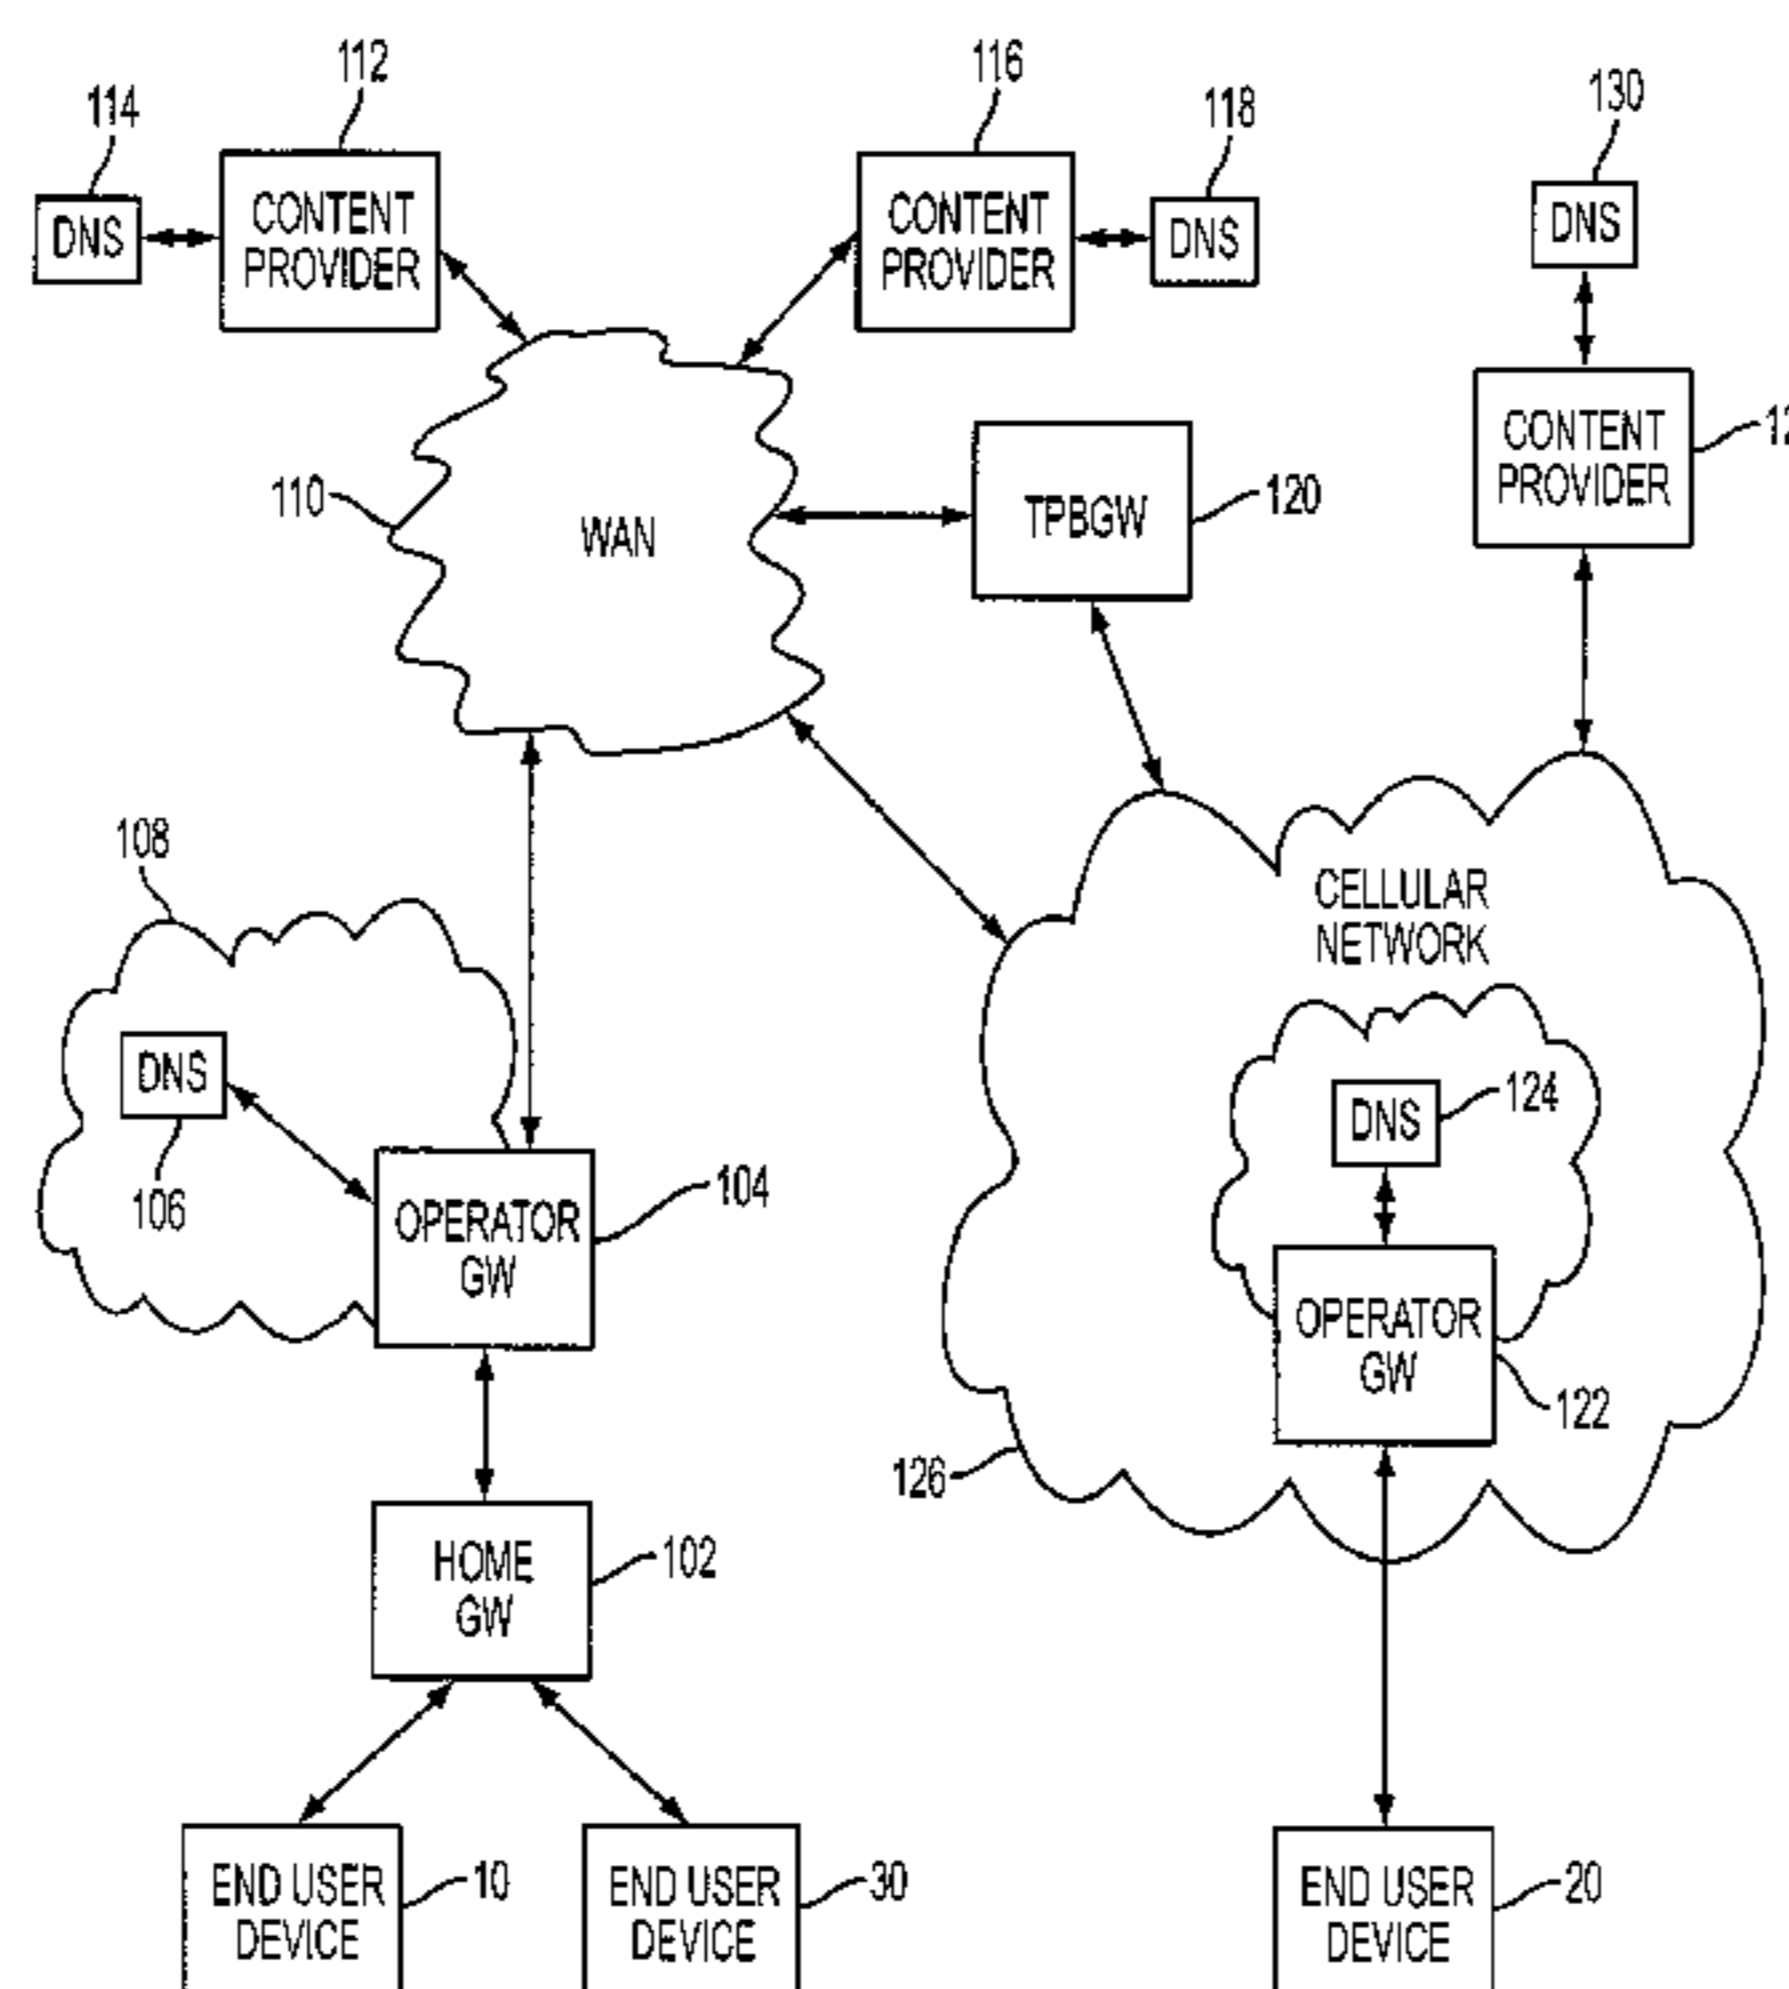 112
116
130
114
118
DNS
CONTENT
PROVIDER
CONTENT
PROVIDER
DNS
DNS
CONTENT
PROVIDER
110
WAN
TPBGW
120
108
CELLULAR
NETWORK
DNS
106
DNS
124
OPERATOR
GW
104
OPERATOR
GW
122
126
HOME
GW
102
END USER
DEVICE
10
END USER
DEVICE
30
END USER
DEVICE
20